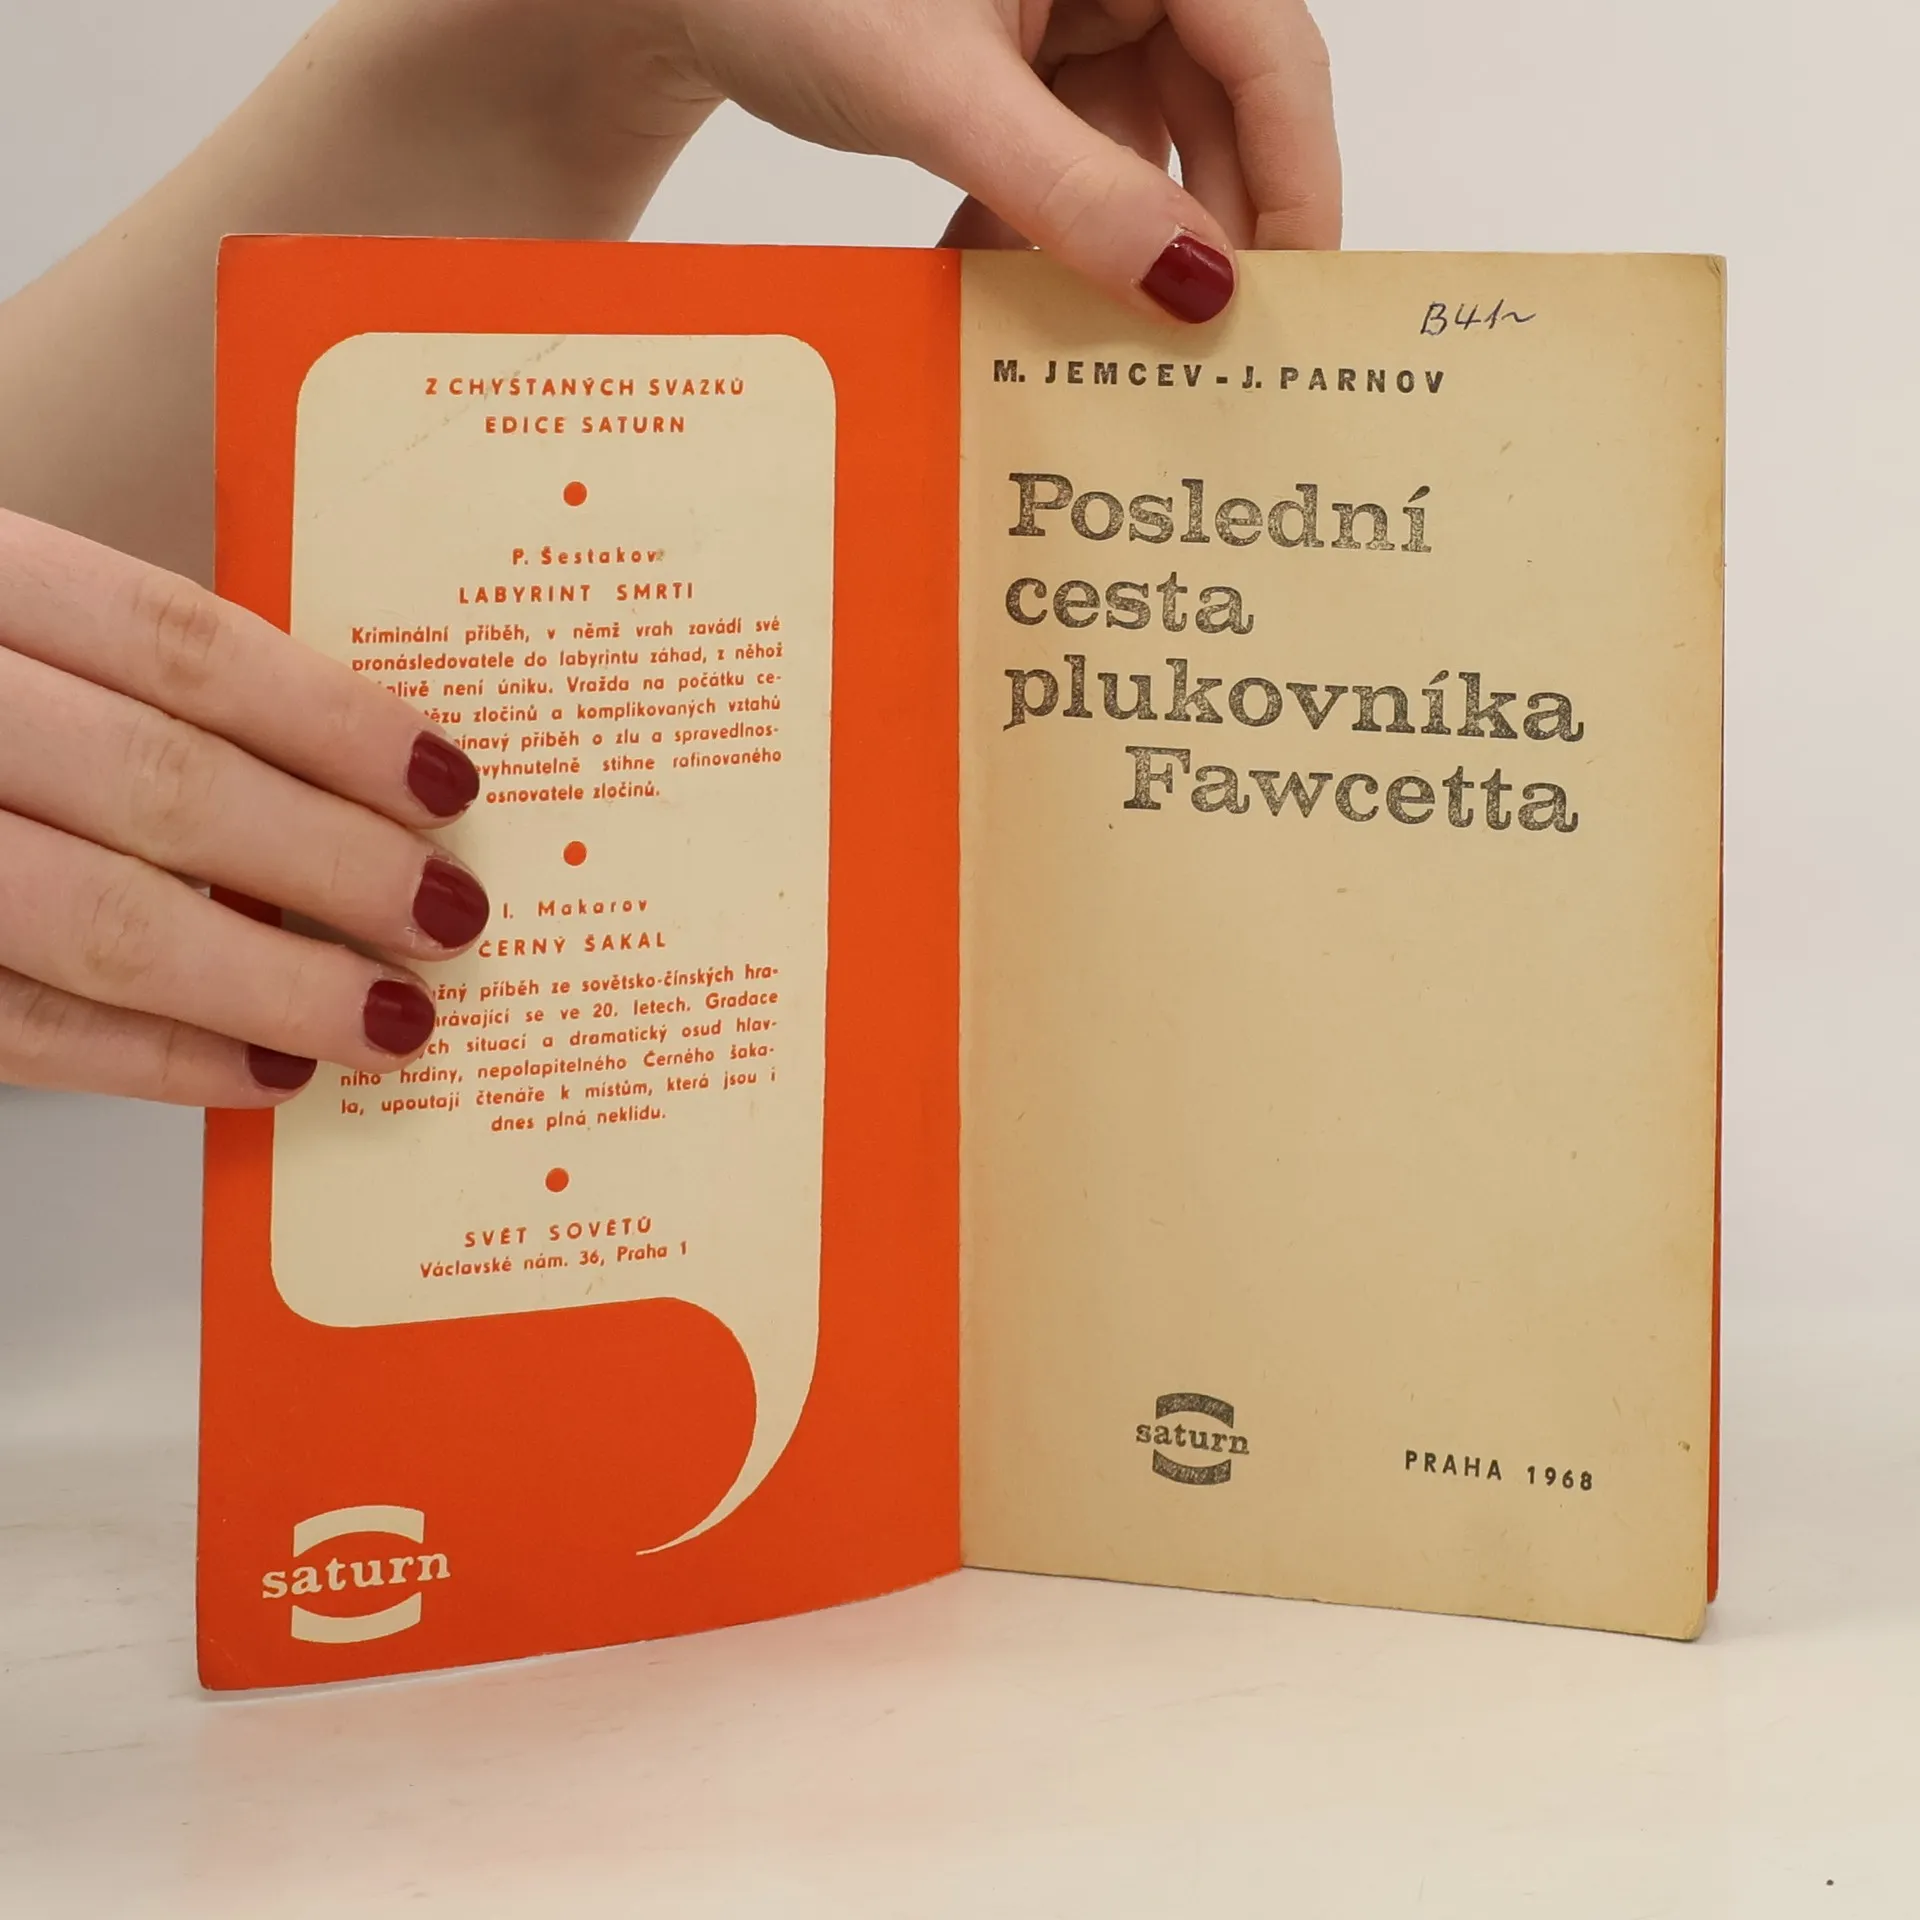 Z CHYSTANÝCH SVAZKŮ
EDICE SATURN
P. Šestakov:
LABYRINT SMRTI
Kriminální příběh, v němž vrah zavádí své
pronásledovatele do labyrintu záhad, z něhož
není úniku. Vražda na počátku ce-
zločinů a komplikovaných vztahů
příběh o zlu a spravedlnos-
stihne rafinovaného
osnovatele zločinů.
I. Makarov
ČERNÝ ŠAKAL
příběh ze sovětsko-čínských hra-
se ve 20. letech. Gradace
situací a dramatický osud hlav-
ního hrdiny, nepolapitelného Černého šaka-
la, upoutají čtenáře k místům, která jsou i
dnes plná neklidu.
SVĚT SOVĚTŮ
Václavské nám. 36, Praha 1
saturn
B41~
M. JEMCEV - J. PARNOV
Poslední
cesta
plukovníka
Fawcetta
saturn
PRAHA 1968